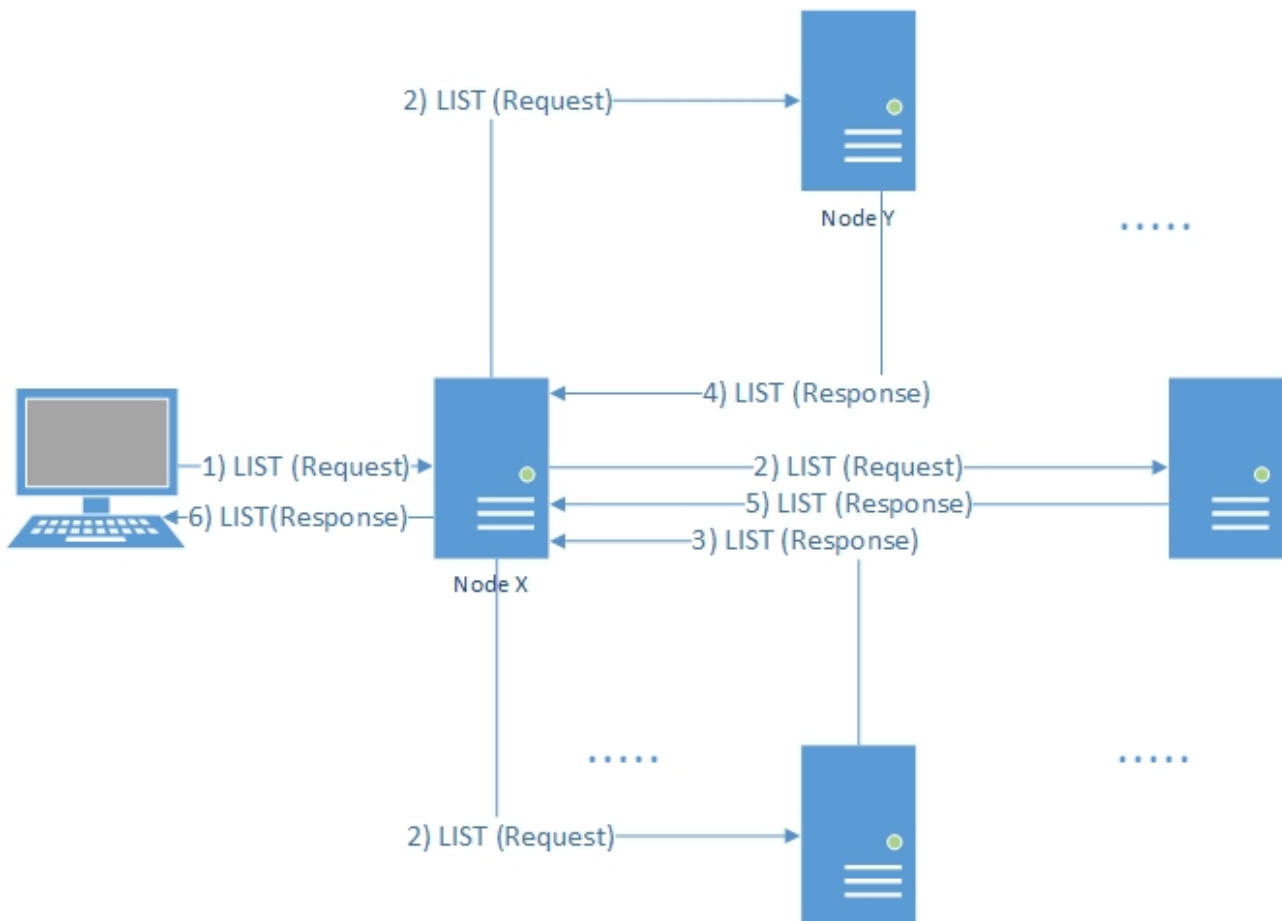 2) LIST (Request)
Node Y
.....
4) LIST (Response)
1) LIST (Request)
2) LIST (Request)
5) LIST (Response)
6) LIST(Response)
3) LIST (Response)
Node X
.....
.....
2) LIST (Request)